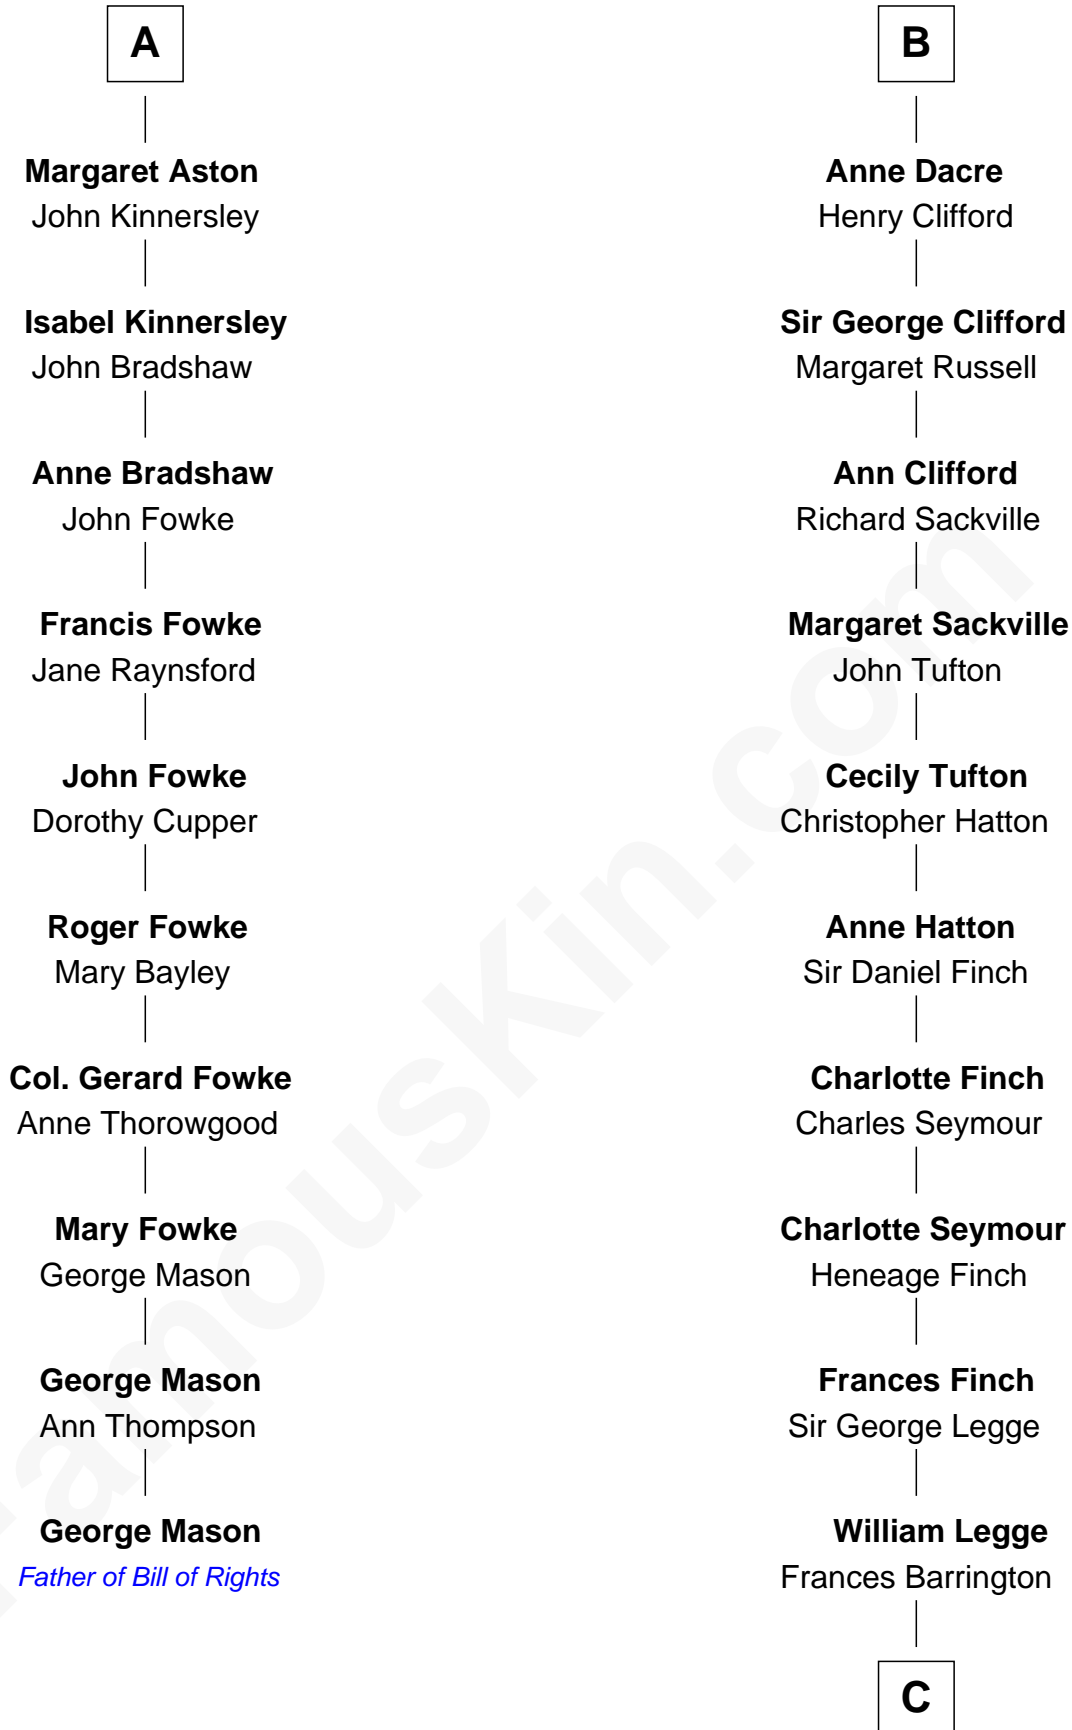 A
Margaret Aston
John Kinnersley
Isabel Kinnersley
John Bradshaw
Anne Bradshaw
John Fowke
Francis Fowke
Jane Raynsford
John Fowke
Dorothy Cupper
Roger Fowke
Mary Bayley
Col. Gerard Fowke
Anne Thorowgood
Mary Fowke
George Mason
George Mason
Ann Thompson
George Mason
Father of Bill of Rights
B
Anne Dacre
Henry Clifford
Sir George Clifford
Margaret Russell
Ann Clifford
Richard Sackville
Margaret Sackville
John Tufton
Cecily Tufton
Christopher Hatton
Anne Hatton
Sir Daniel Finch
Charlotte Finch
Charles Seymour
Charlotte Seymour
Heneage Finch
Frances Finch
Sir George Legge
William Legge
Frances Barrington
C
FamousKin.com